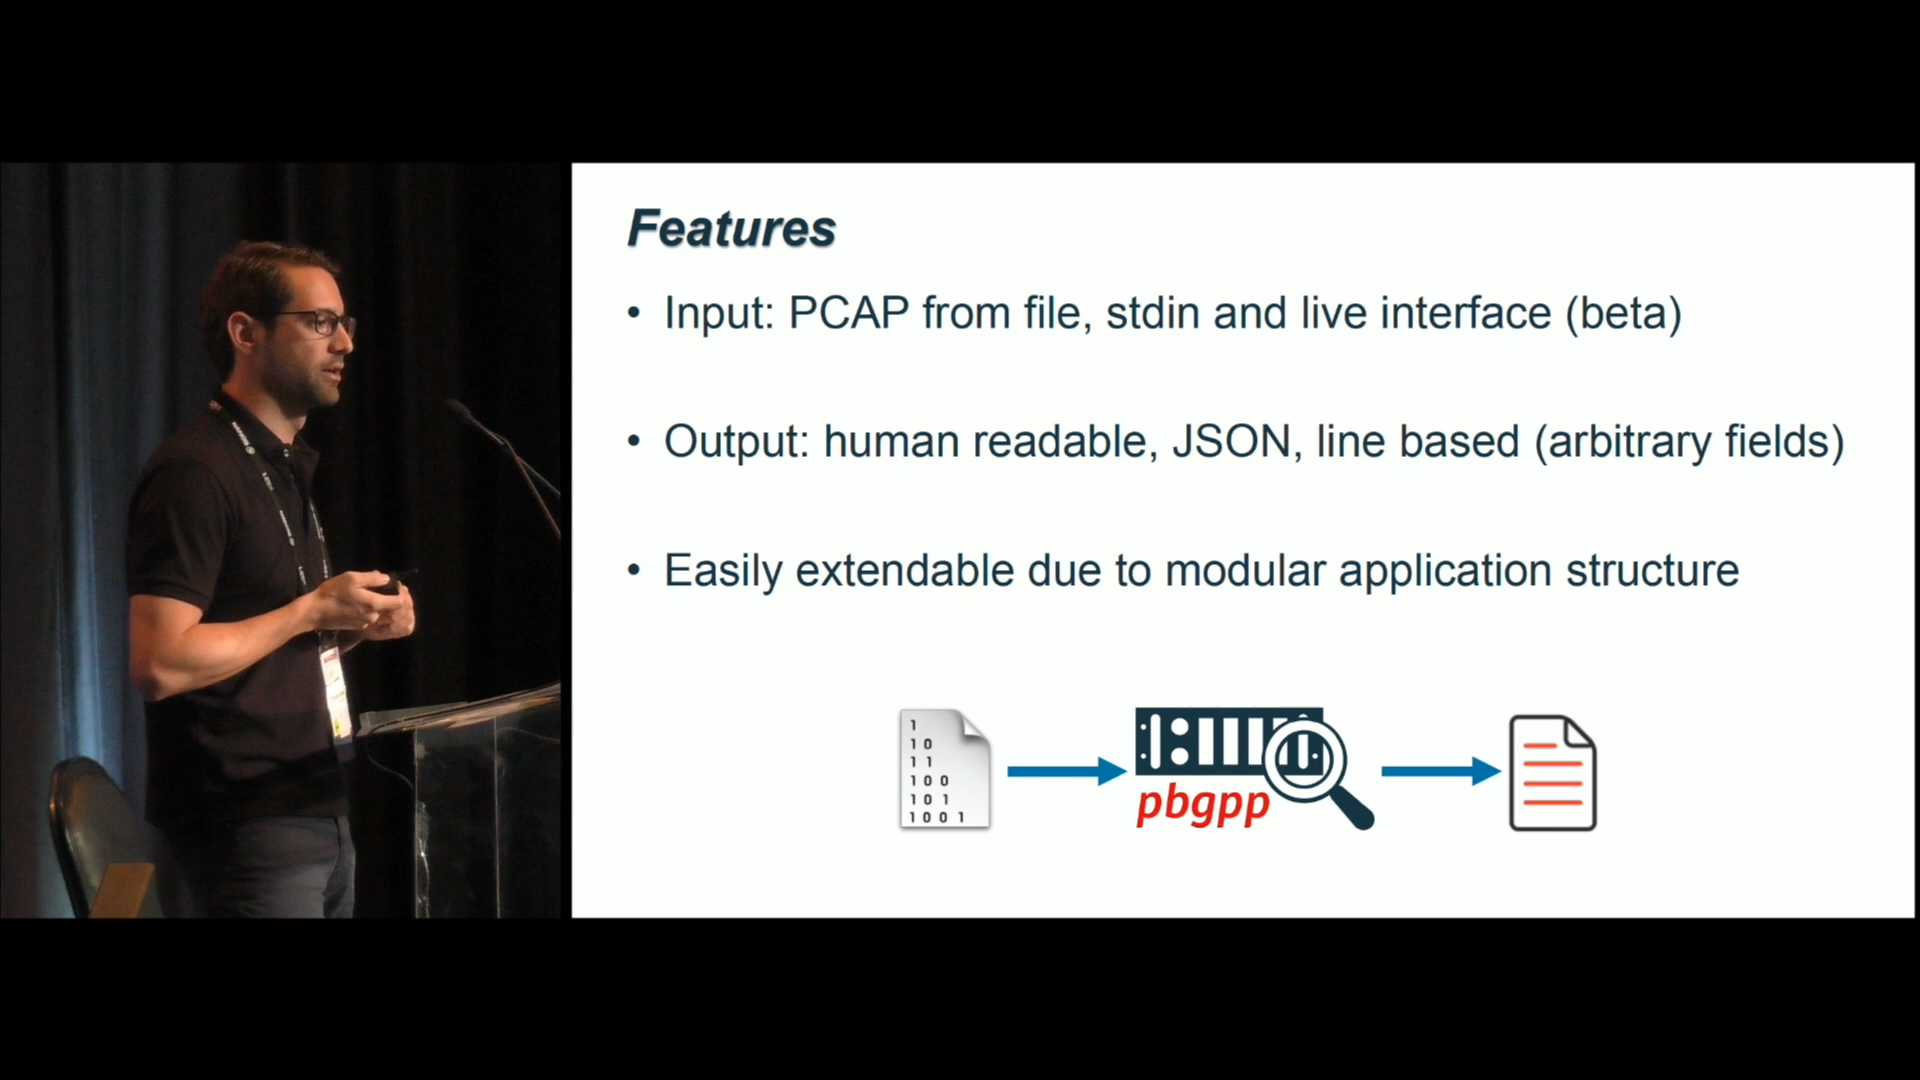 Features
• Input: PCAP from file, stdin and live interface (beta)
• Output: human readable, JSON, line based (arbitrary fields)
• Easily extendable due to modular application structure
1
10
11
100
101
1001
pbgpp